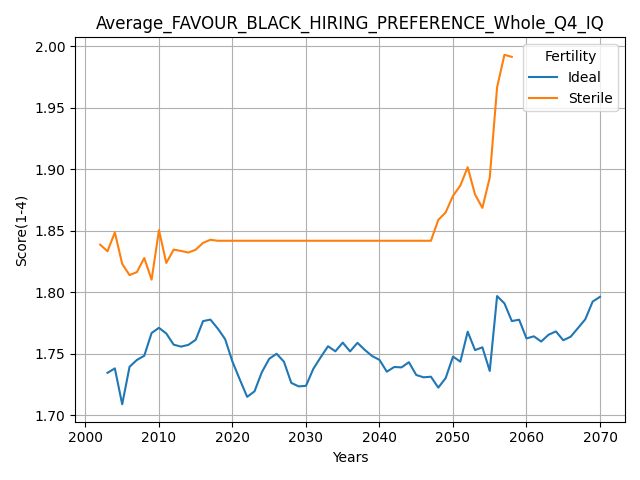 Average_FAVOUR_BLACK_HIRING_PREFERENCE_Whole_Q4_IQ
Score(1-4)
2.00
1.95
1.90
1.85
1.80
1.75
1.70
Fertility
Ideal
Sterile
2000 2010 2020 2030 2040 2050 2060 2070
Years